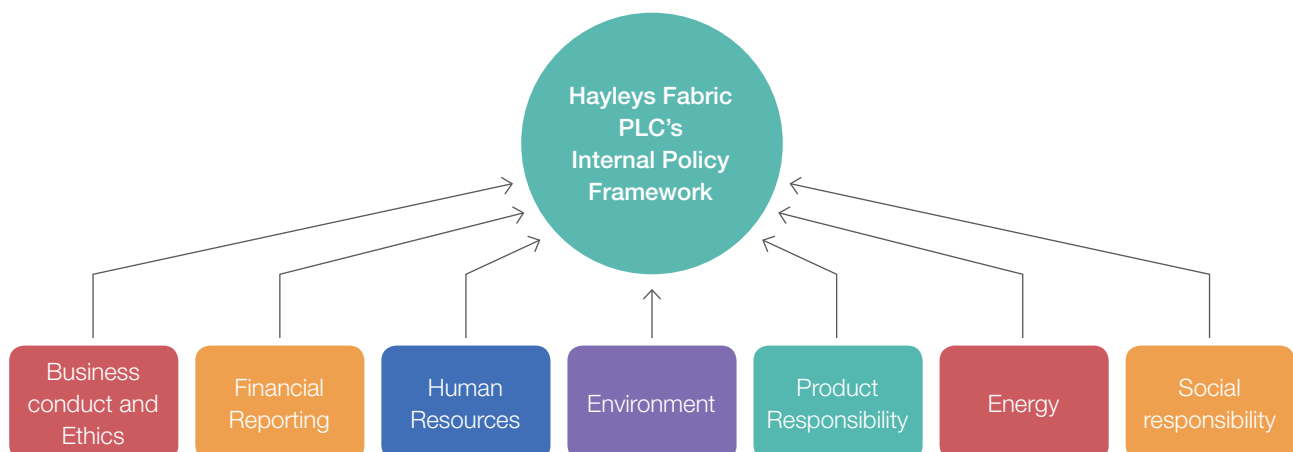 Hayleys Fabric
PLC's
Internal Policy
Framework
Business
conduct and
Ethics
Financial
Reporting
Human
Resources
Environment
Product
Responsibility
Energy
Social
responsibility